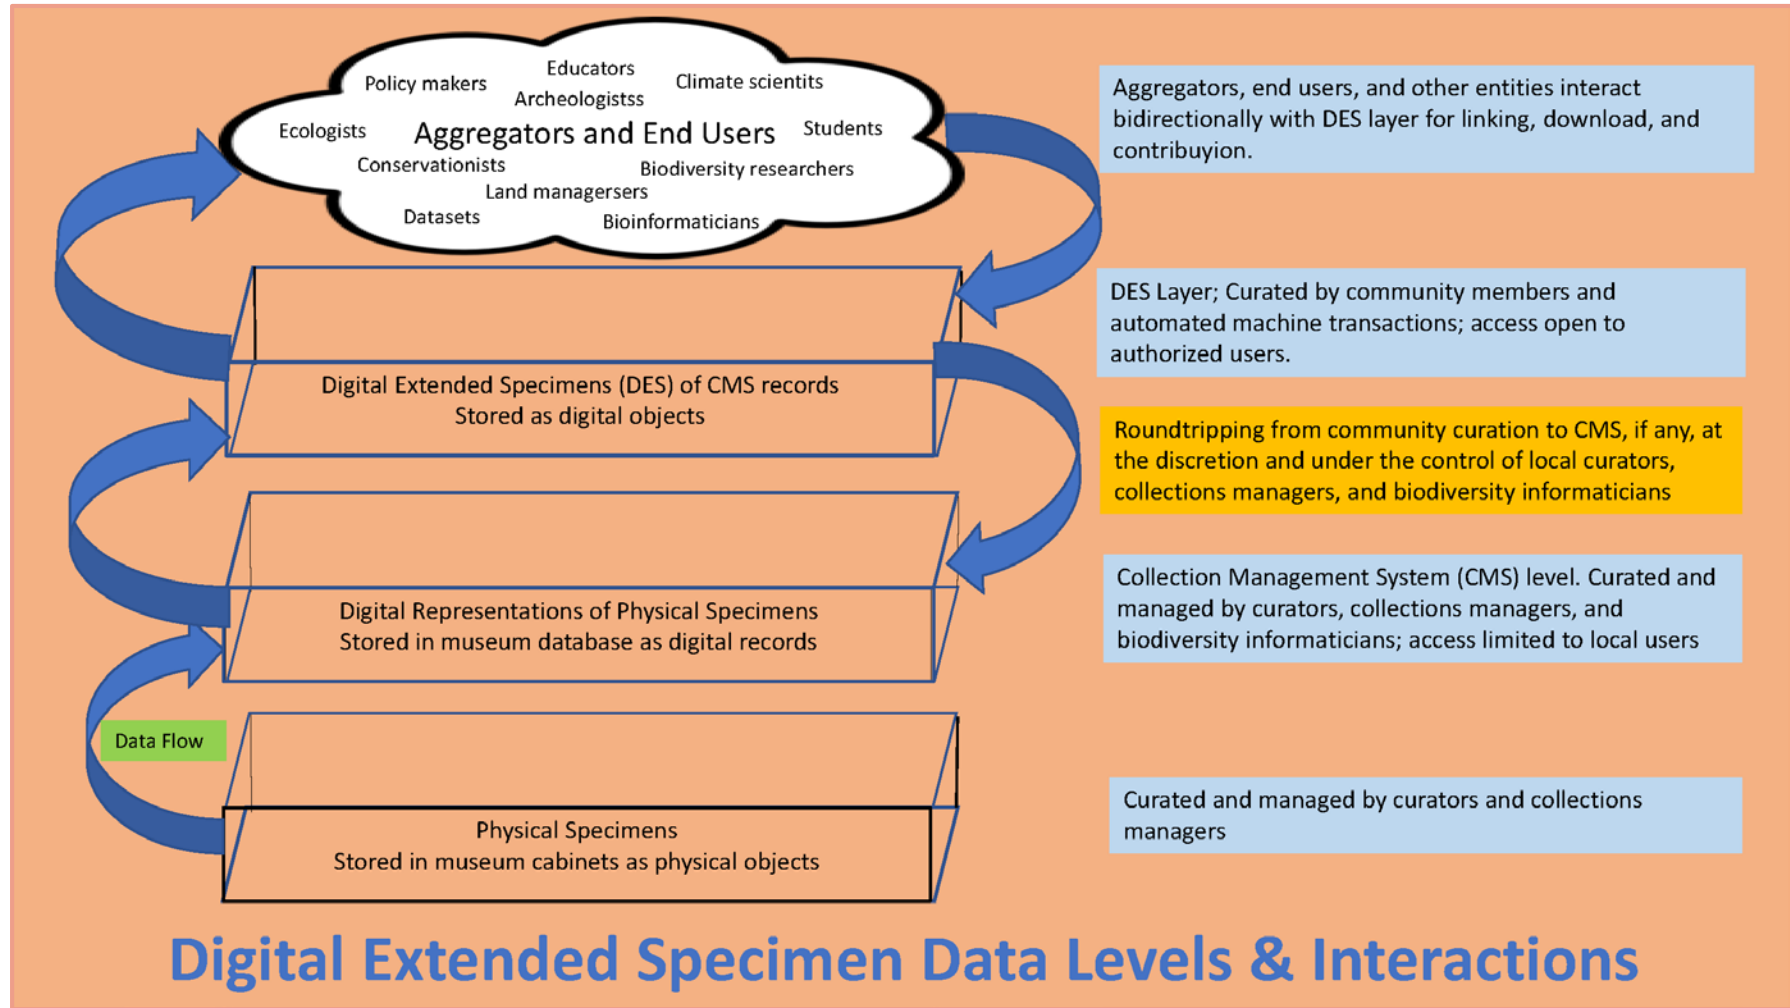 Policy makers
Educators
Climate scientits
Archeologistss
Ecologists
Aggregators and End Users
Students
Conservationists
Biodiversity researchers
Land managersers
Datasets
Bioinformaticians
Aggregators, end users, and other entities interact
bidirectionally with DES layer for linking, download, and
contribuyion.
DES Layer; Curated by community members and
automated machine transactions; access open to
authorized users.
Digital Extended Specimens (DES) of CMS records
Stored as digital objects
Roundtripping from community curation to CMS, if any, at
the discretion and under the control of local curators,
collections managers, and biodiversity informaticians
Digital Representations of Physical Specimens
Stored in museum database as digital records
Collection Management System (CMS) level. Curated and
managed by curators, collections managers, and
biodiversity informaticians; access limited to local users
Data Flow
Physical Specimens
Stored in museum cabinets as physical objects
Curated and managed by curators and collections
managers
Digital Extended Specimen Data Levels & Interactions